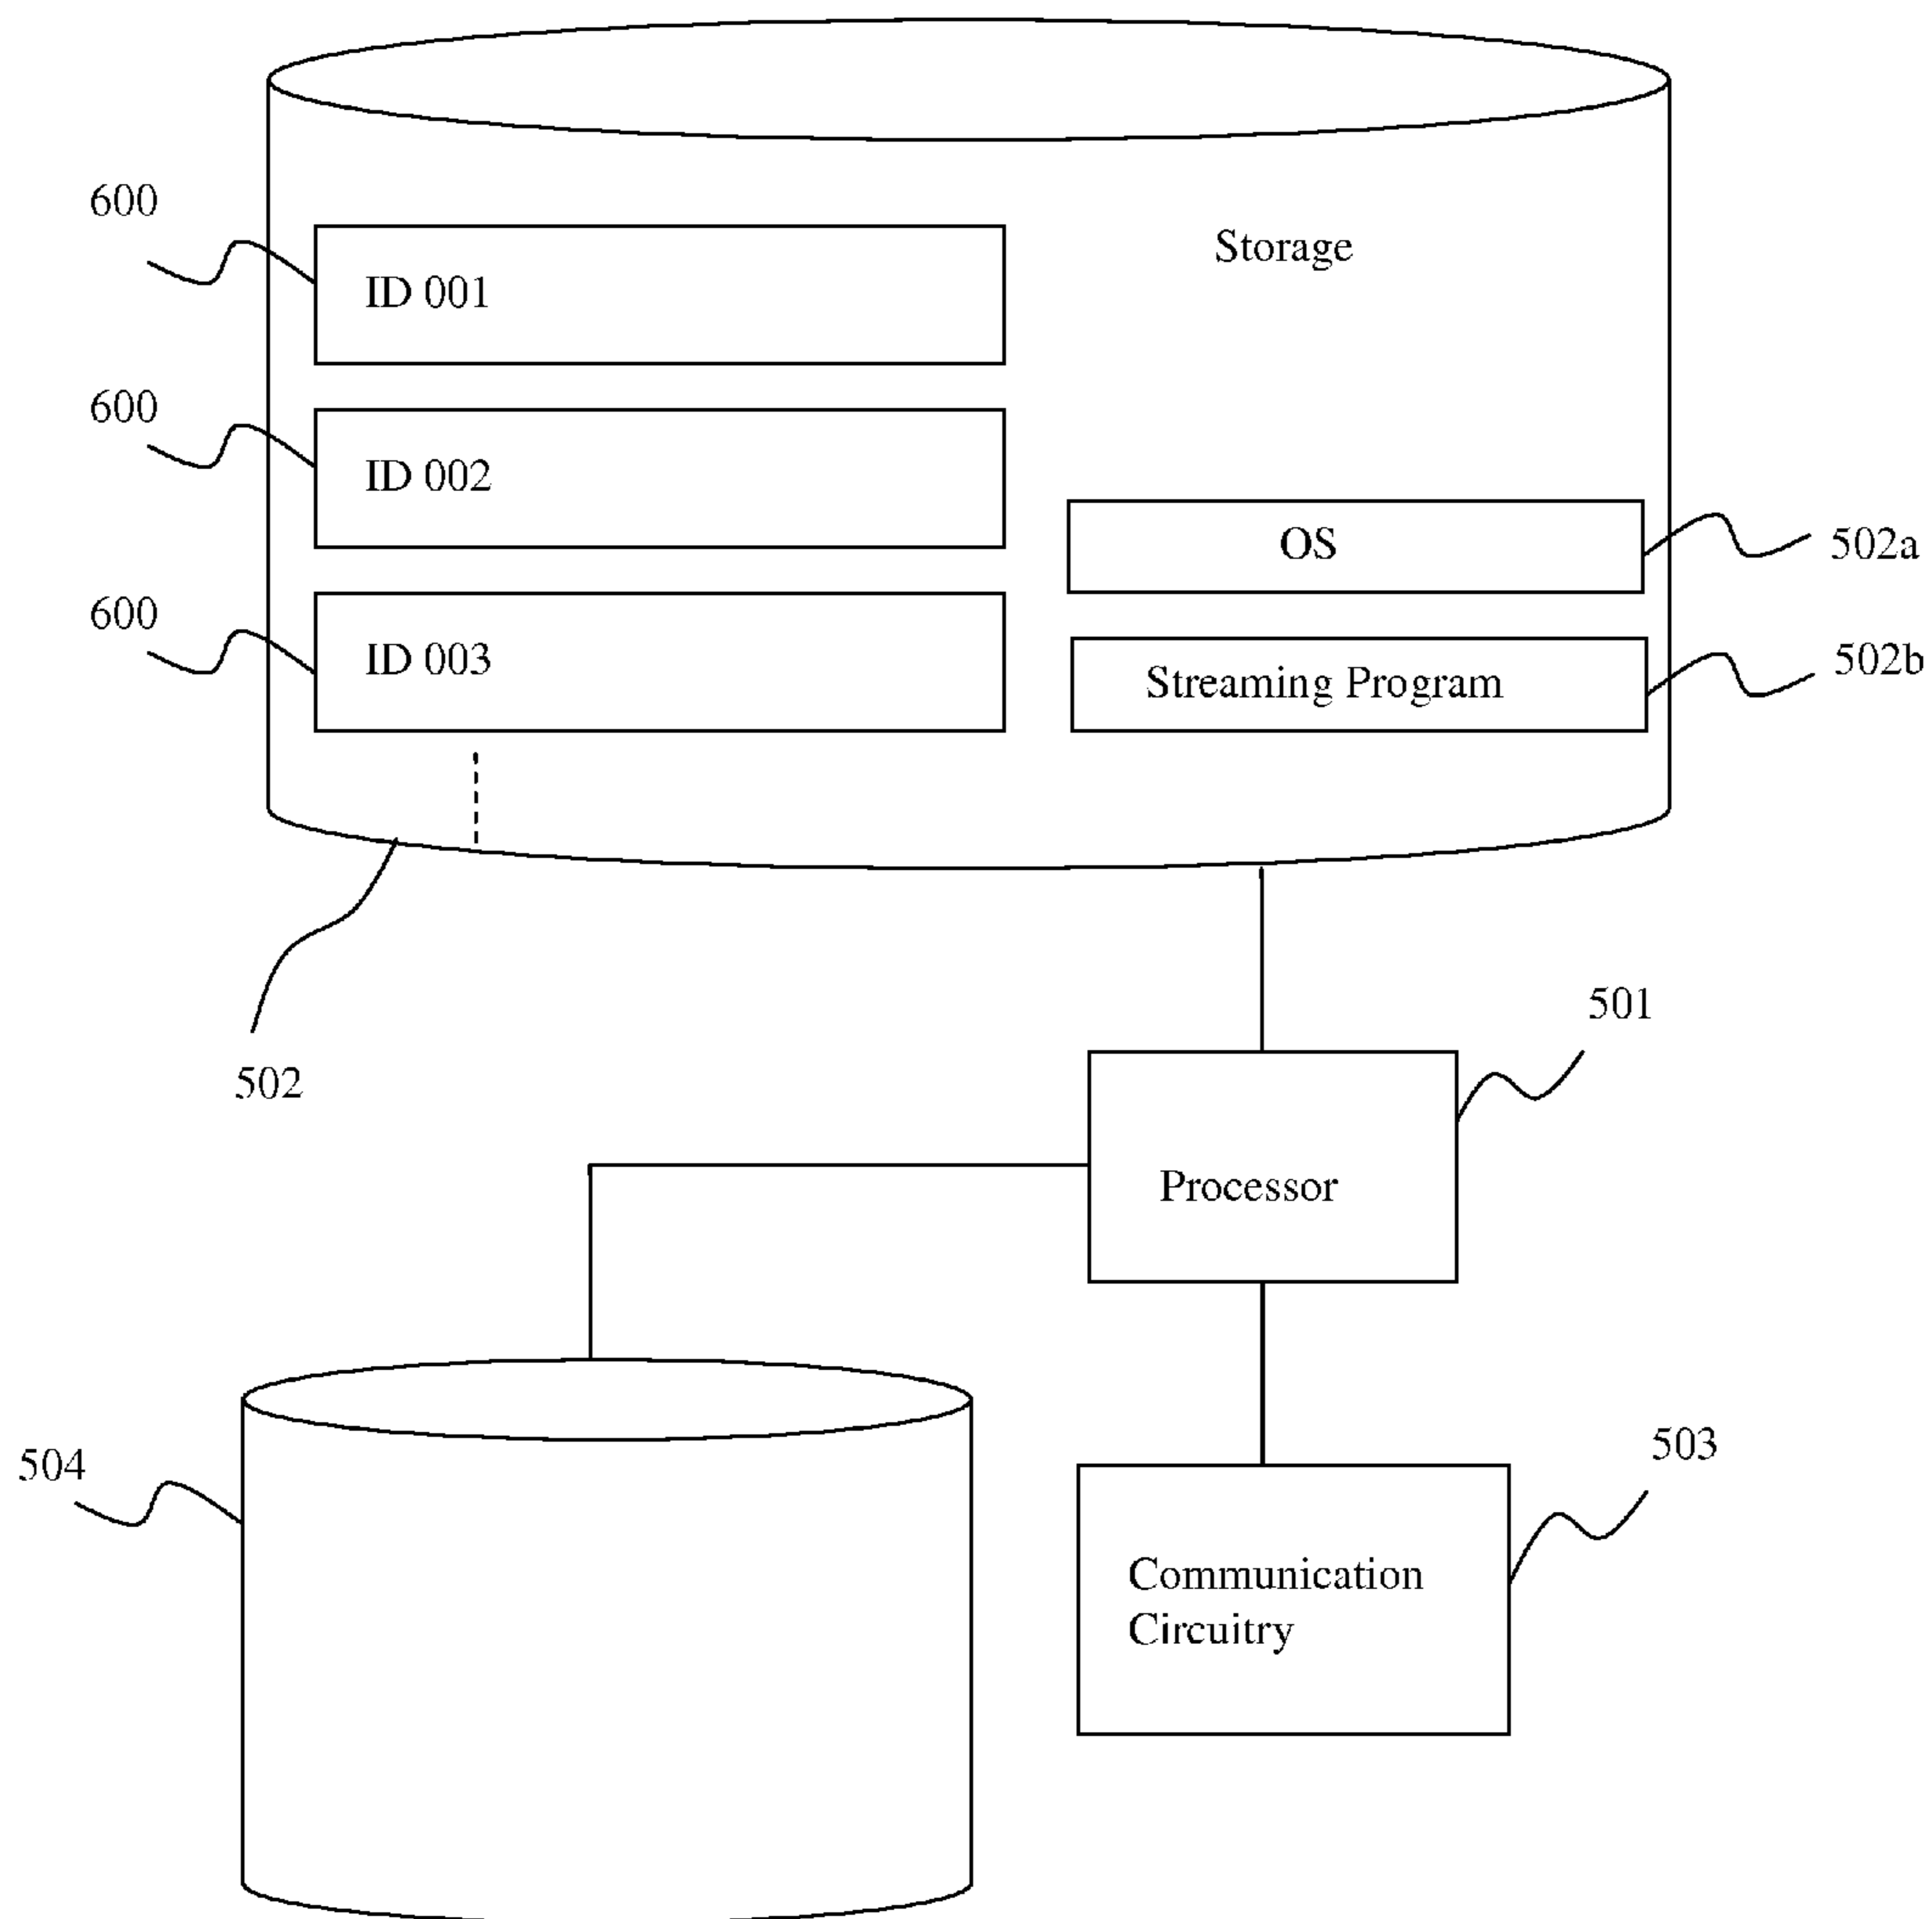 600
Storage
ID 001
600
ID 002
OS
502a
600
ID 003
Streaming Program
502b
501
502
Processor
504
503
Communication
Circuitry